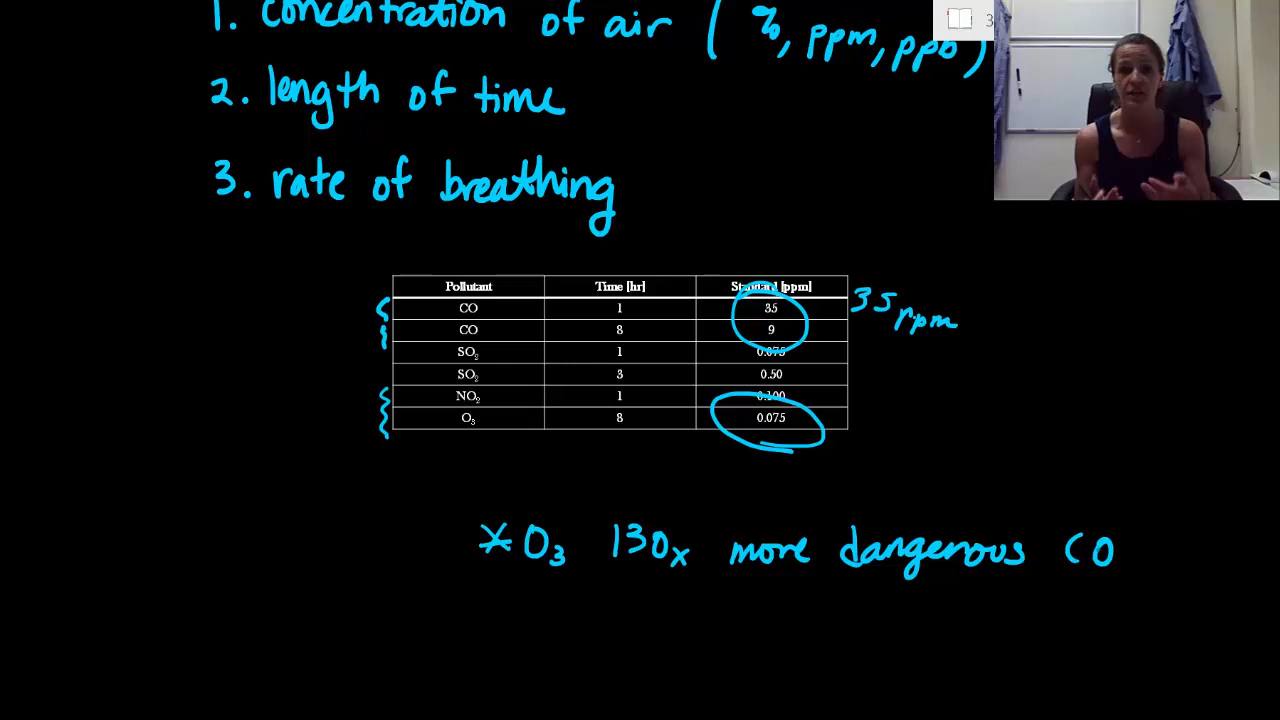 1. concentration of air (%, ppm, ppb)
3
2. length of time
3. rate of breathing
Pollutant Time [hr] Standard [ppm]
CO 1 35 35 ppm
CO 8 9
SO₂ 1 0.075
SO₂ 3 0.50
NO₂ 1 0.100
O₃ 8 0.075
* O₃ 130x more dangerous CO